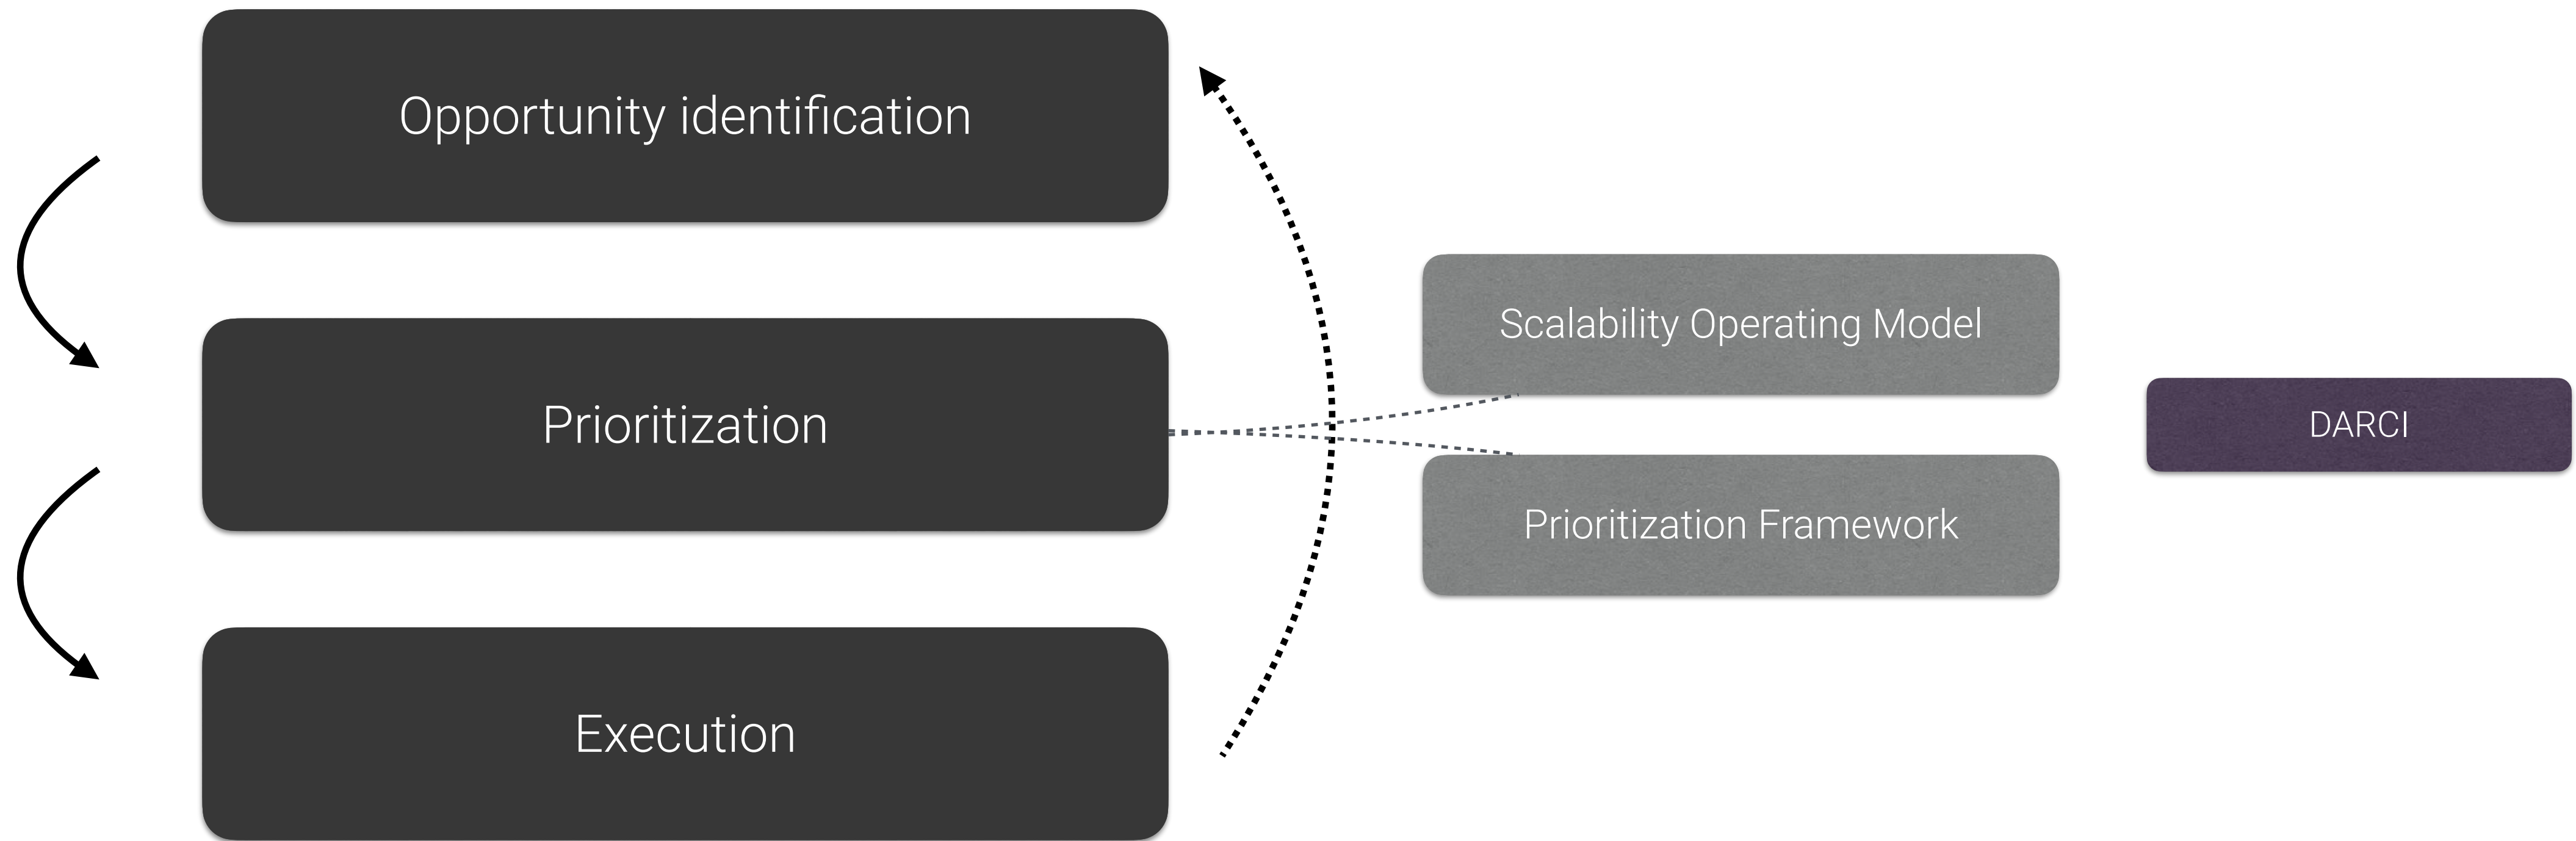 Opportunity identification
Prioritization
Execution
Scalability Operating Model
Prioritization Framework
DARCI